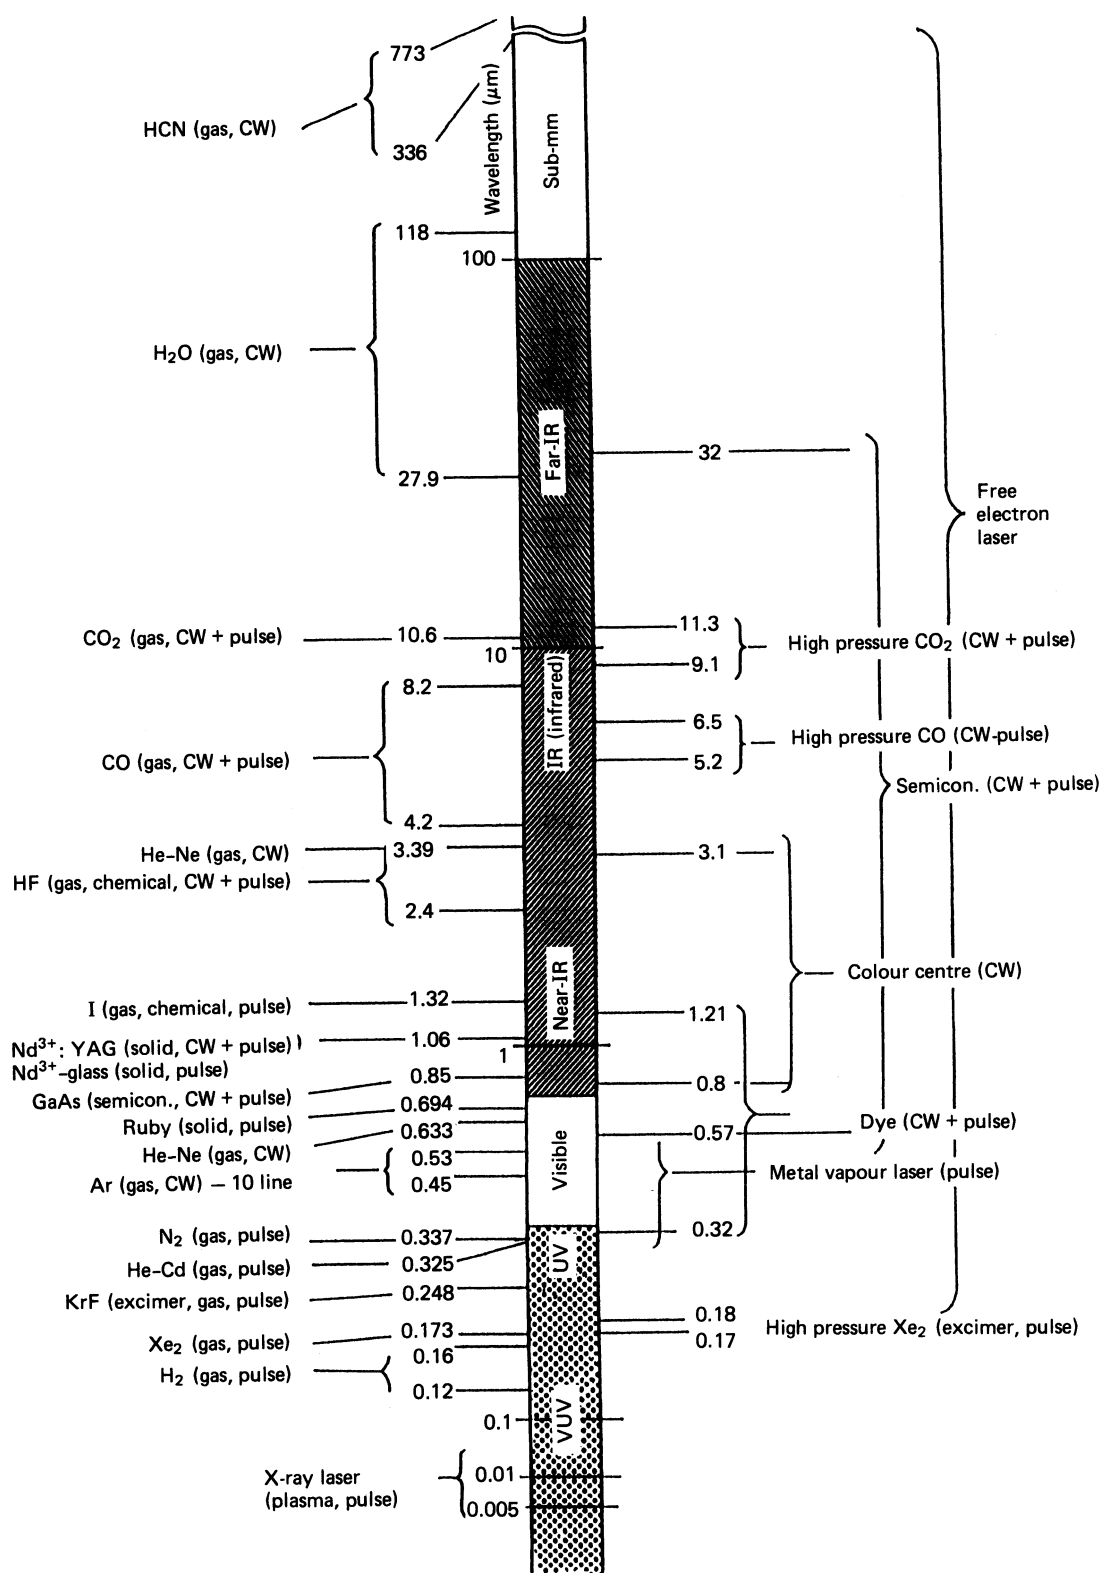 773
HCN (gas, CW)
336
Wavelength (μm)
Sub-mm
118
100
H₂O (gas, CW)
Far-IR
32
27.9
Free
electron
laser
CO₂ (gas, CW + pulse)
10.6
11.3
High pressure CO₂ (CW + pulse)
10
9.1
IR (infrared)
8.2
6.5
High pressure CO (CW-pulse)
CO (gas, CW + pulse)
5.2
Semicon. (CW + pulse)
4.2
He–Ne (gas, CW)
3.39
3.1
HF (gas, chemical, CW + pulse)
2.4
Near-IR
Colour centre (CW)
I (gas, chemical, pulse)
1.32
1.21
Nd³⁺: YAG (solid, CW + pulse)
1.06
1
Nd³⁺–glass (solid, pulse)
0.85
0.8
GaAs (semicon., CW + pulse)
0.694
Ruby (solid, pulse)
0.633
0.57
Dye (CW + pulse)
He–Ne (gas, CW)
0.53
Visible
Metal vapour laser (pulse)
Ar (gas, CW) – 10 line
0.45
N₂ (gas, pulse)
0.337
0.32
UV
He–Cd (gas, pulse)
0.325
KrF (excimer, gas, pulse)
0.248
0.18
High pressure Xe₂ (excimer, pulse)
Xe₂ (gas, pulse)
0.173
0.17
0.16
H₂ (gas, pulse)
0.12
VUV
0.1
X-ray laser
(plasma, pulse)
0.01
0.005